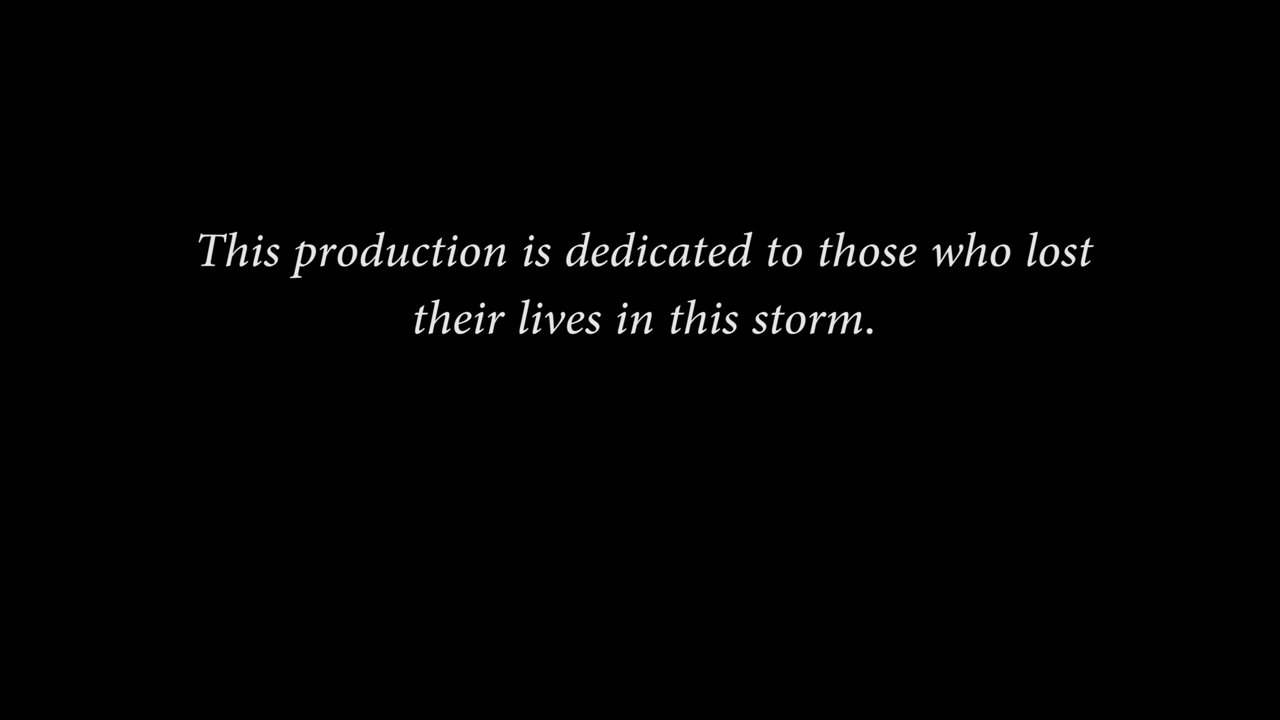 This production is dedicated to those who lost
their lives in this storm.